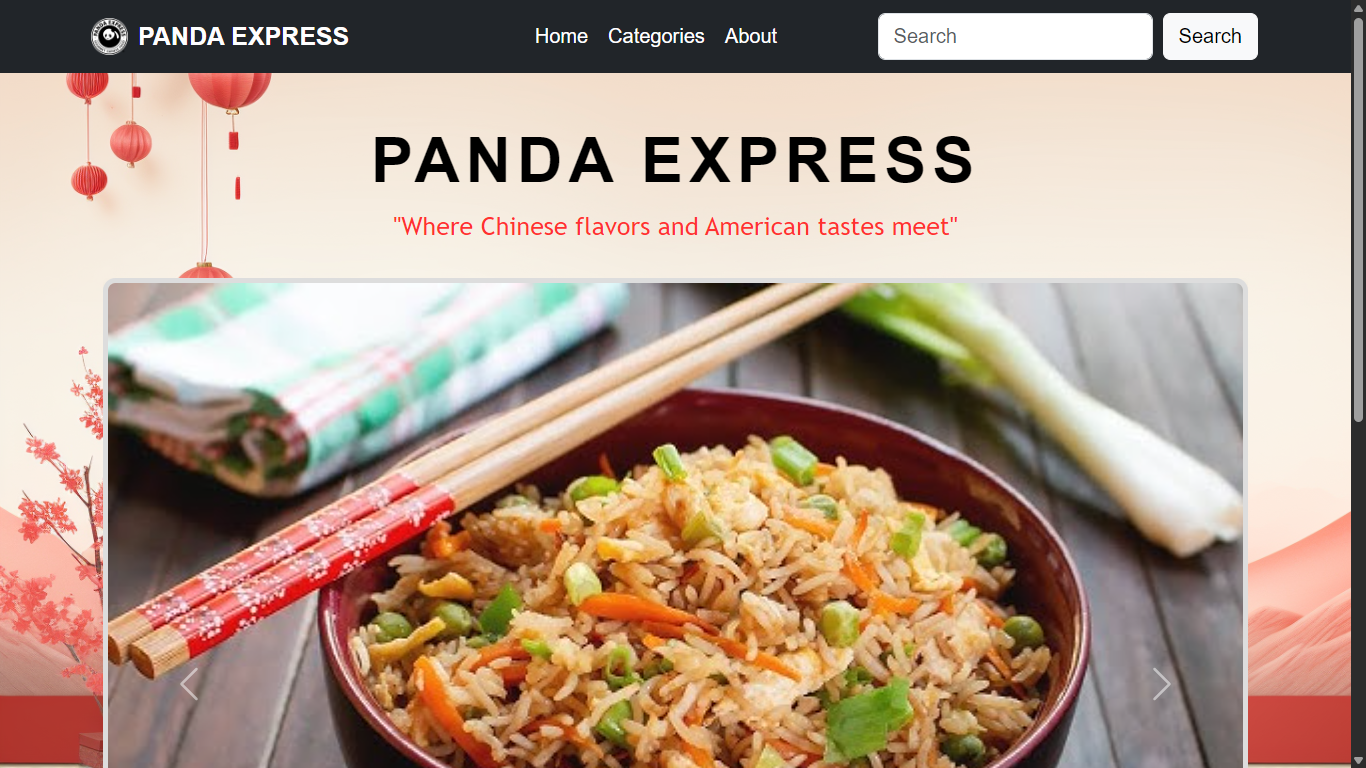 PANDA EXPRESS
Home
Categories
About
Search
Search
PANDA EXPRESS
"Where Chinese flavors and American tastes meet"